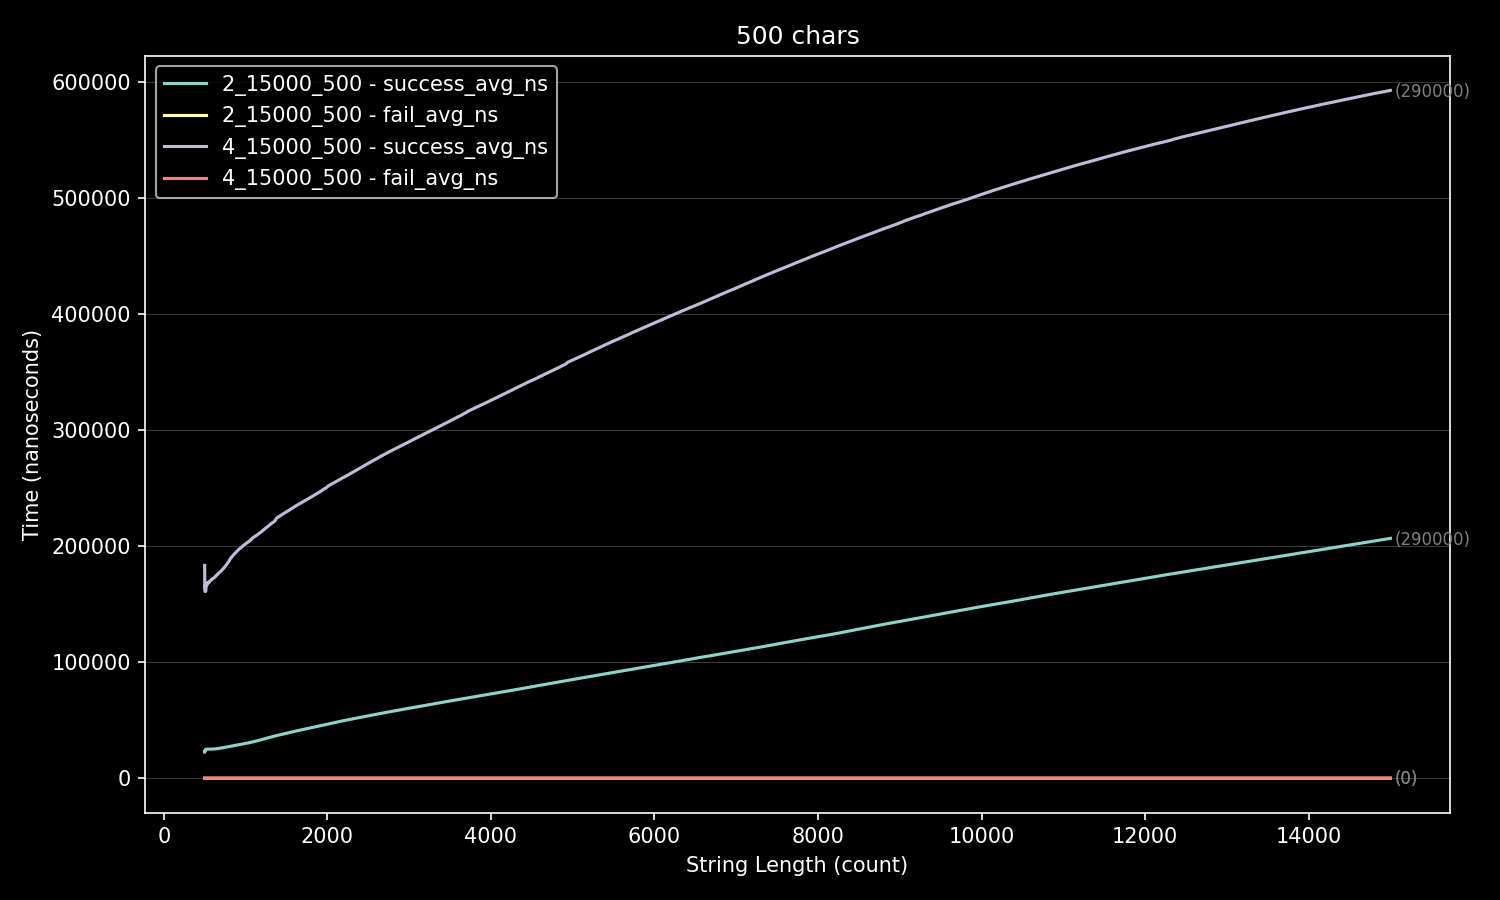 500 chars
2_15000_500 - success_avg_ns
2_15000_500 - fail_avg_ns
4_15000_500 - success_avg_ns
4_15000_500 - fail_avg_ns
600000
500000
400000
300000
200000
100000
0
Time (nanoseconds)
(290000)
(290000)
(0)
0
2000
4000
6000
8000
10000
12000
14000
String Length (count)